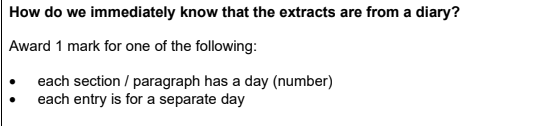 How do we immediately know that the extracts are from a diary?
Award 1 mark for one of the following:
• each section / paragraph has a day (number)
• each entry is for a separate day